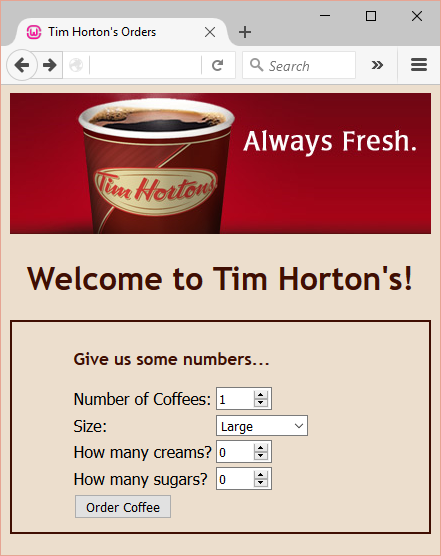 Tim Horton's Orders
Search
Always Fresh.
Tim Hortons
Welcome to Tim Horton's!
Give us some numbers...
Number of Coffees: 1
Size: Large
How many creams? 0
How many sugars? 0
Order Coffee